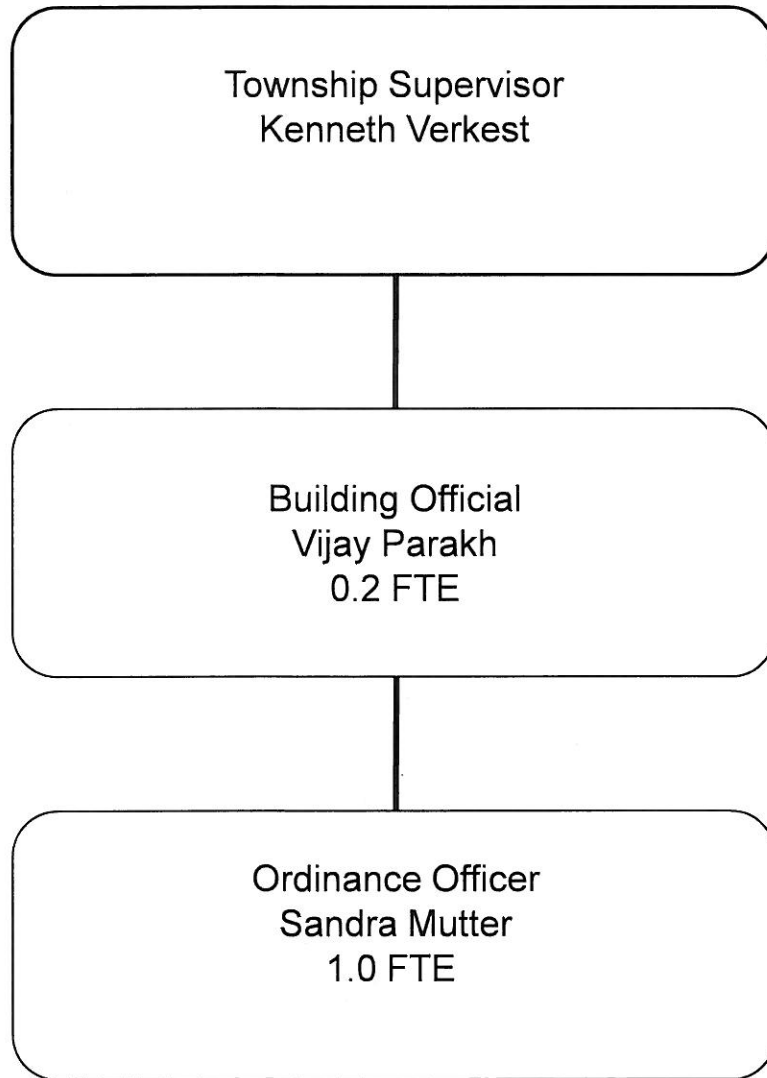 Township Supervisor
Kenneth Verkest
Building Official
Vijay Parakh
0.2 FTE
Ordinance Officer
Sandra Mutter
1.0 FTE